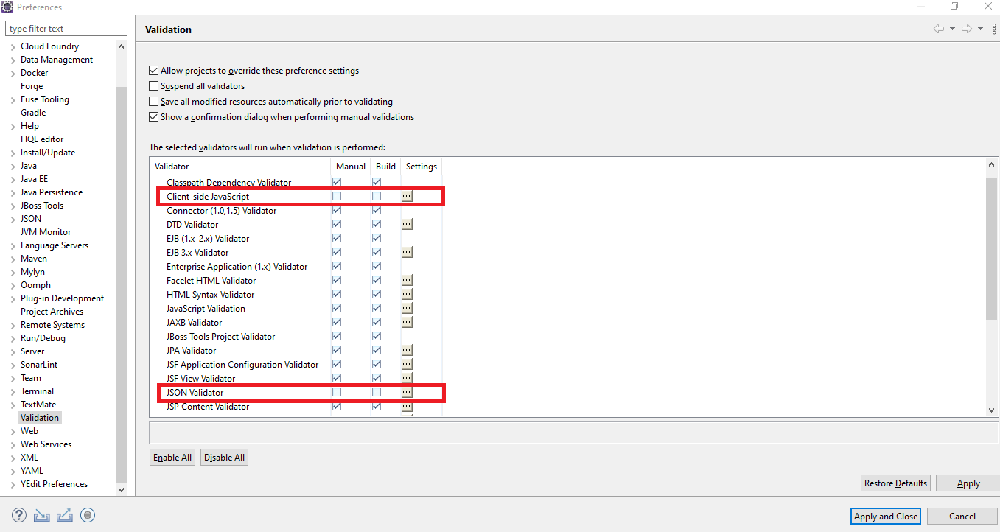 Preferences
type filter text
Cloud Foundry
Data Management
Docker
Forge
Fuse Tooling
Gradle
Help
HQL editor
Install/Update
Java
Java EE
Java Persistence
JBoss Tools
JSON
JVM Monitor
Language Servers
Maven
Mylyn
Oomph
Plug-in Development
Project Archives
Remote Systems
Run/Debug
Server
SonarLint
Team
Terminal
TextMate
Validation
Web
Web Services
XML
YAML
YEdit Preferences
Validation
Allow projects to override these preference settings
Suspend all validators
Save all modified resources automatically prior to validating
Show a confirmation dialog when performing manual validations
The selected validators will run when validation is performed:
Validator Manual Build Settings
Classpath Dependency Validator
Client-side JavaScript ...
Connector (1.0,1.5) Validator
DTD Validator ...
EJB (1.x-2.x) Validator
EJB 3.x Validator ...
Enterprise Application (1.x) Validator
Facelet HTML Validator ...
HTML Syntax Validator ...
JavaScript Validation ...
JAXB Validator ...
JBoss Tools Project Validator
JPA Validator ...
JSF Application Configuration Validator ...
JSF View Validator ...
JSON Validator ...
JSP Content Validator ...
Enable All Disable All
Restore Defaults Apply
? Apply and Close Cancel